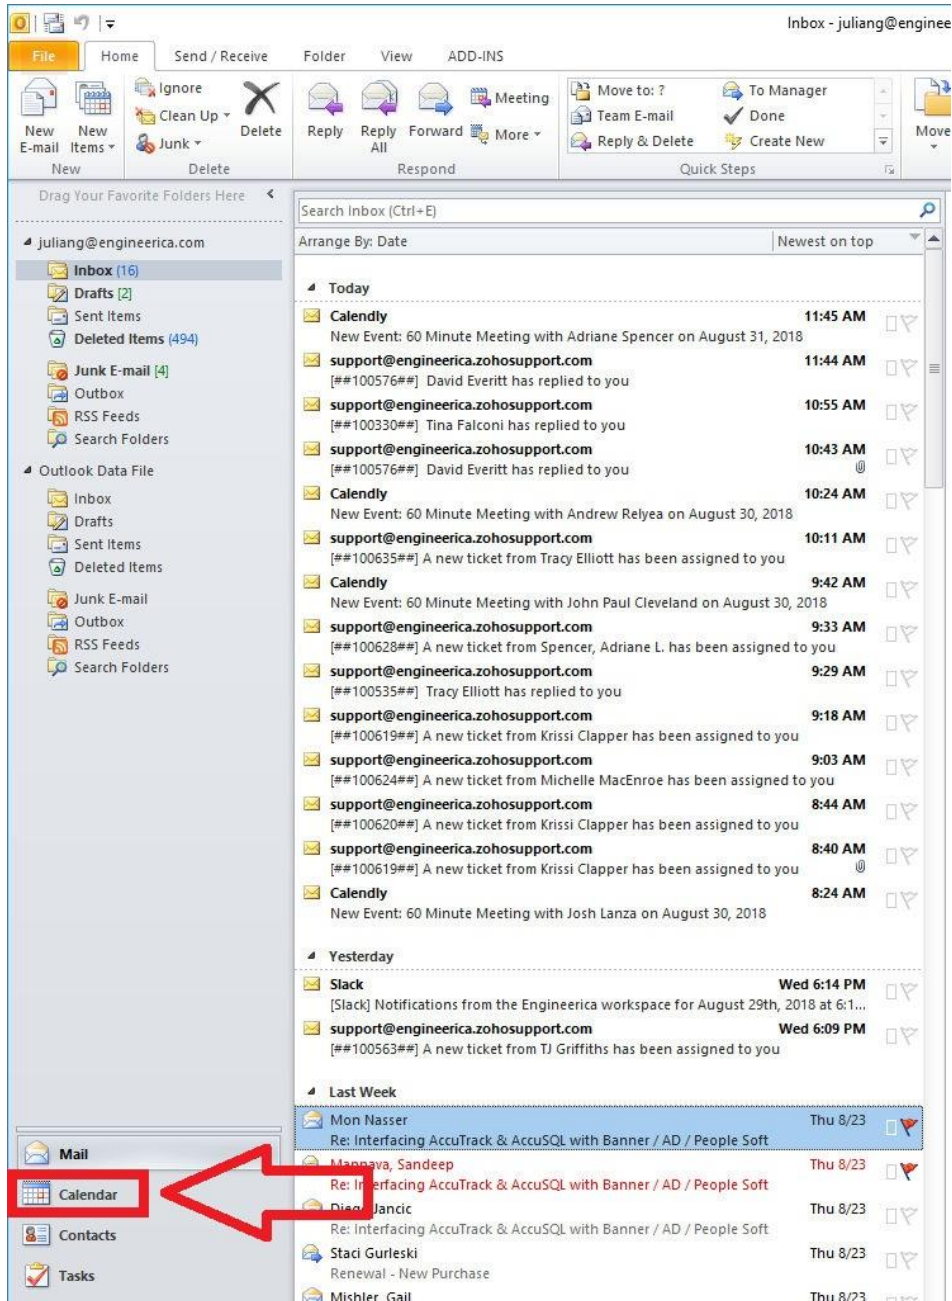 Inbox - juliang@enginee
File Home Send / Receive Folder View ADD-INS
New E-mail
New Items
Ignore
Clean Up
Junk
Delete
Reply
Reply All
Forward
Meeting
More
Move to: ?
Team E-mail
Reply & Delete
To Manager
Done
Create New
Move
New Delete Respond Quick Steps
Drag Your Favorite Folders Here
juliang@engineerica.com
Inbox (16)
Drafts [2]
Sent Items
Deleted Items (494)
Junk E-mail [4]
Outbox
RSS Feeds
Search Folders
Outlook Data File
Inbox
Drafts
Sent Items
Deleted Items
Junk E-mail
Outbox
RSS Feeds
Search Folders
Mail
Calendar
Contacts
Tasks
Search Inbox (Ctrl+E)
Arrange By: Date Newest on top
Today
Calendly 11:45 AM
New Event: 60 Minute Meeting with Adriane Spencer on August 31, 2018
support@engineerica.zohosupport.com 11:44 AM
[##100576##] David Everitt has replied to you
support@engineerica.zohosupport.com 10:55 AM
[##100330##] Tina Falconi has replied to you
support@engineerica.zohosupport.com 10:43 AM
[##100576##] David Everitt has replied to you
Calendly 10:24 AM
New Event: 60 Minute Meeting with Andrew Relyea on August 30, 2018
support@engineerica.zohosupport.com 10:11 AM
[##100635##] A new ticket from Tracy Elliott has been assigned to you
Calendly 9:42 AM
New Event: 60 Minute Meeting with John Paul Cleveland on August 30, 2018
support@engineerica.zohosupport.com 9:33 AM
[##100628##] A new ticket from Spencer, Adriane L. has been assigned to you
support@engineerica.zohosupport.com 9:29 AM
[##100535##] Tracy Elliott has replied to you
support@engineerica.zohosupport.com 9:18 AM
[##100619##] A new ticket from Krissi Clapper has been assigned to you
support@engineerica.zohosupport.com 9:03 AM
[##100624##] A new ticket from Michelle MacEnroe has been assigned to you
support@engineerica.zohosupport.com 8:44 AM
[##100620##] A new ticket from Krissi Clapper has been assigned to you
support@engineerica.zohosupport.com 8:40 AM
[##100619##] A new ticket from Krissi Clapper has been assigned to you
Calendly 8:24 AM
New Event: 60 Minute Meeting with Josh Lanza on August 30, 2018
Yesterday
Slack Wed 6:14 PM
[Slack] Notifications from the Engineerica workspace for August 29th, 2018 at 6:1...
support@engineerica.zohosupport.com Wed 6:09 PM
[##100563##] A new ticket from TJ Griffiths has been assigned to you
Last Week
Mon Nasser Thu 8/23
Re: Interfacing AccuTrack & AccuSQL with Banner / AD / People Soft
Mannava, Sandeep Thu 8/23
Re: Interfacing AccuTrack & AccuSQL with Banner / AD / People Soft
Diego Jancic Thu 8/23
Re: Interfacing AccuTrack & AccuSQL with Banner / AD / People Soft
Staci Gurleski Thu 8/23
Renewal - New Purchase
Mishler, Gail Thu 8/23